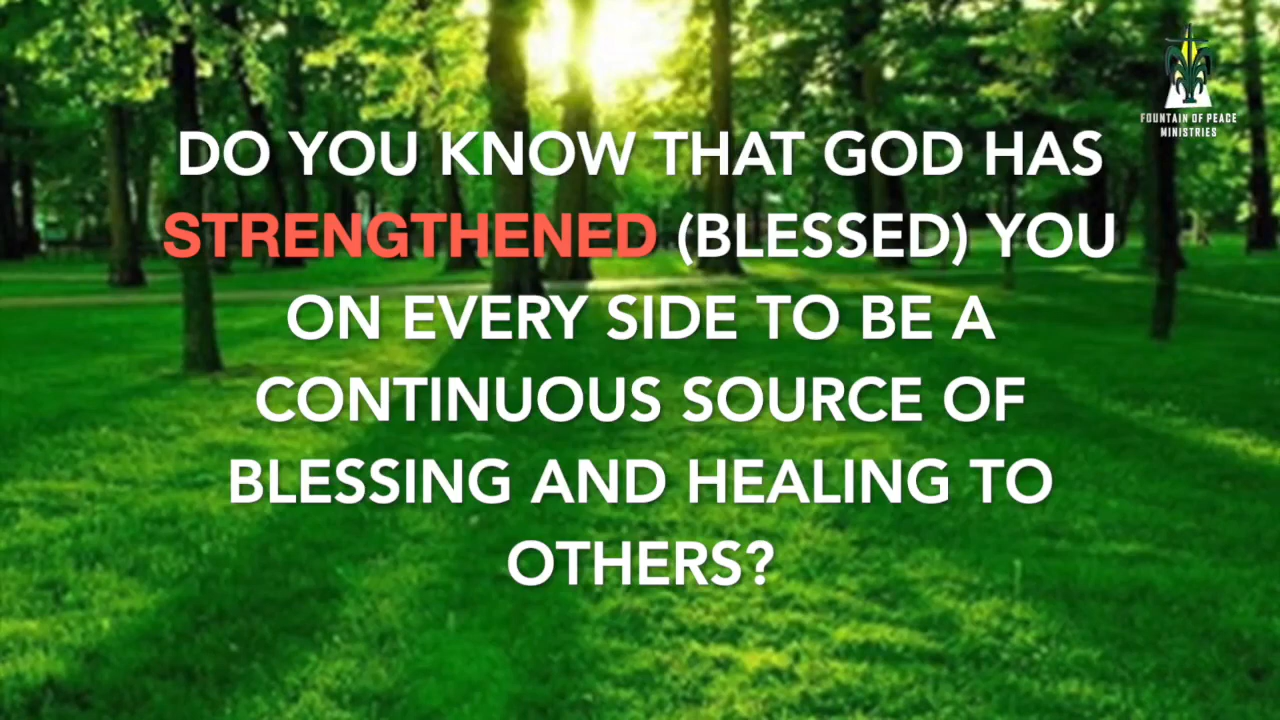 FOUNTAIN OF PEACE
MINISTRIES
DO YOU KNOW THAT GOD HAS
STRENGTHENED (BLESSED) YOU
ON EVERY SIDE TO BE A
CONTINUOUS SOURCE OF
BLESSING AND HEALING TO
OTHERS?